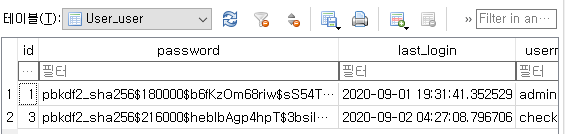 테이블(T): User_user » Filter in an…
id password last_login usern
… 필터 필터 필터
1 1 pbkdf2_sha256$180000$b6fKzOm68riw$sS54T… 2020-09-01 19:31:41.352529 admin
2 3 pbkdf2_sha256$216000$heblbAgp4hpT$3bsiI… 2020-09-02 04:27:08.796706 check